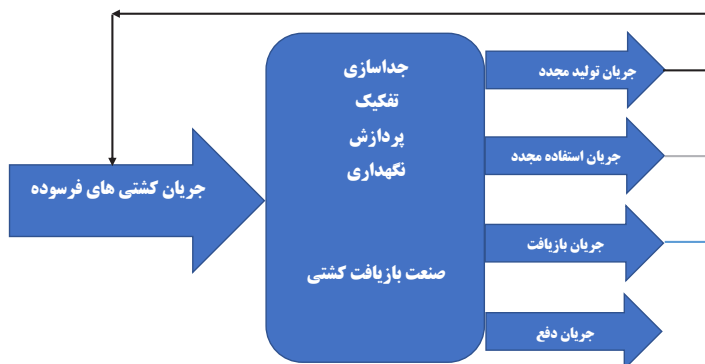 جریان کشتی های فرسوده
جداسازی
تفکیک
پردازش
نگهداری
صنعت بازیافت کشتی
جریان تولید مجدد
جریان استفاده مجدد
جریان بازیافت
جریان دفع